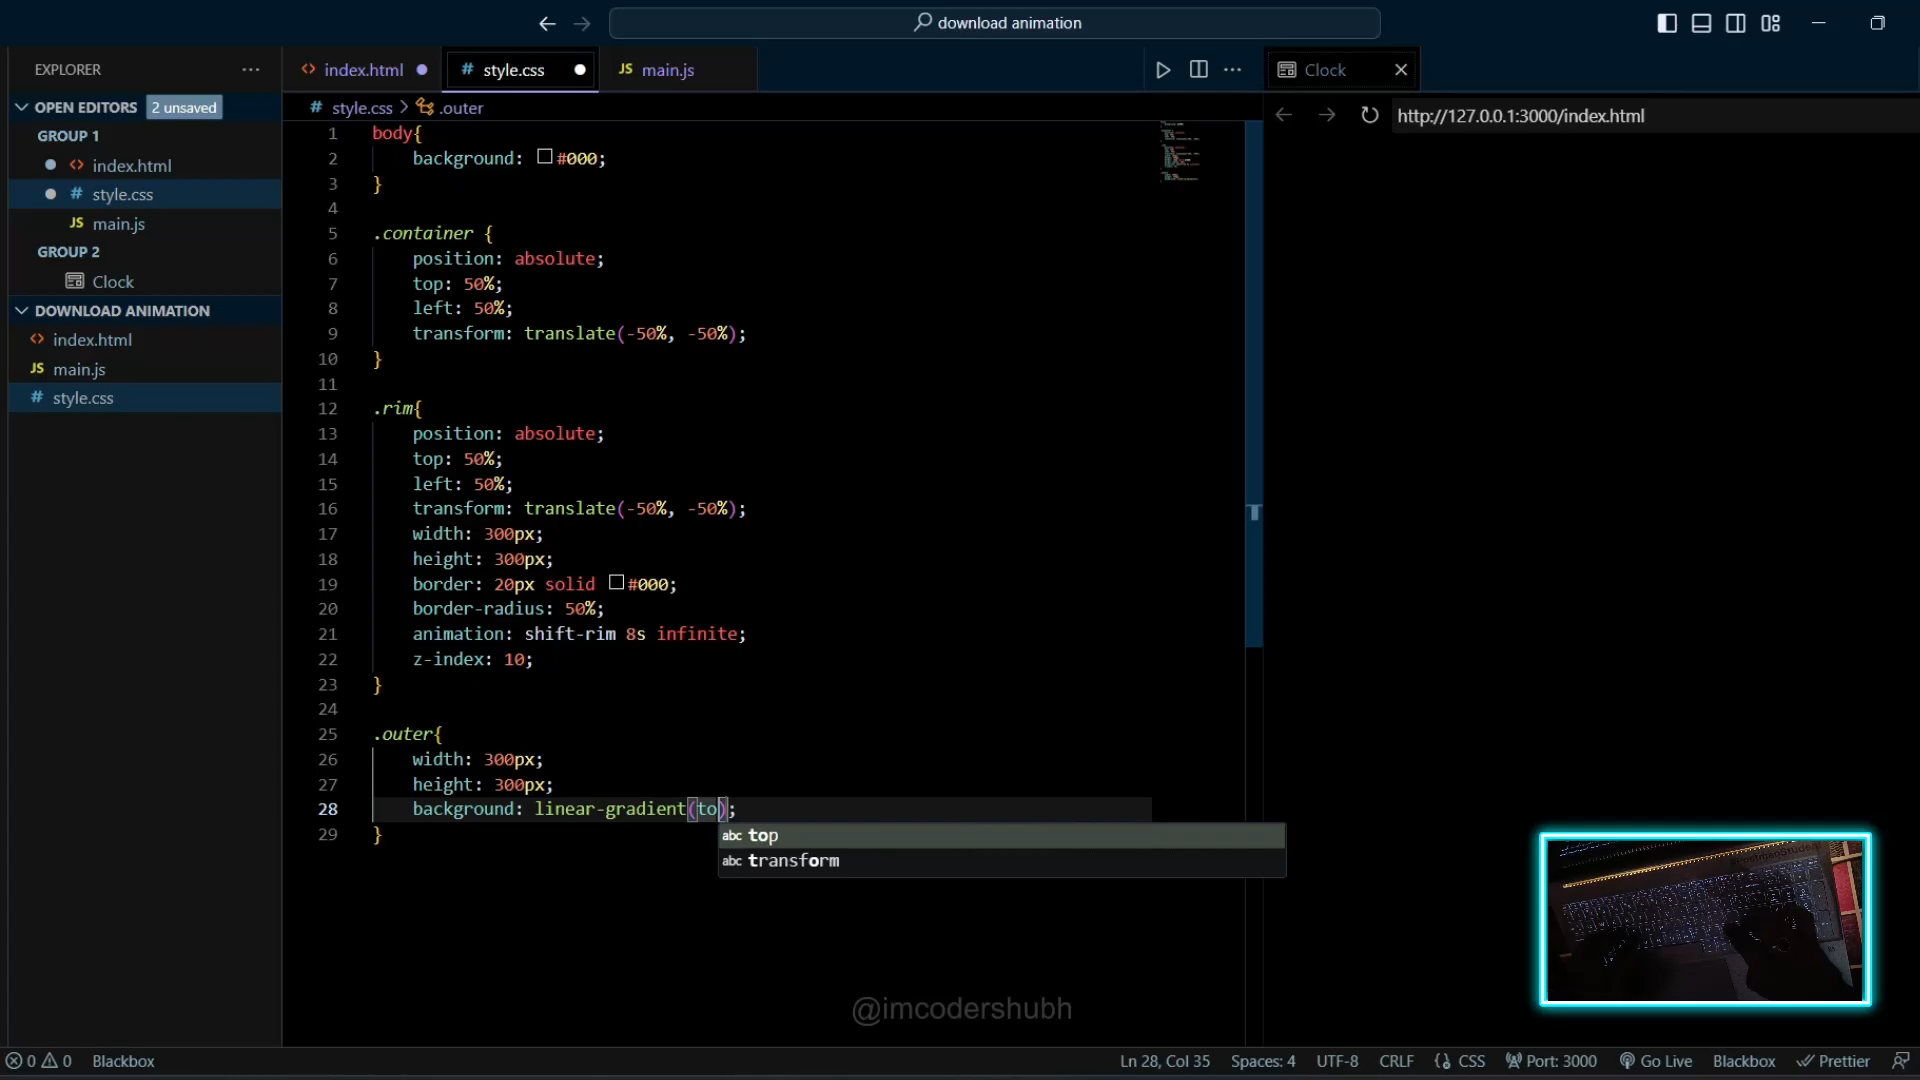 download animation
EXPLORER
index.html
style.css
JS main.js
Clock
OPEN EDITORS 2 unsaved
style.css > .outer
http://127.0.0.1:3000/index.html
GROUP 1
index.html
# style.css
JS main.js
GROUP 2
Clock
DOWNLOAD ANIMATION
index.html
JS main.js
# style.css
1 body{
2 background: #000;
3 }
4
5 .container {
6 position: absolute;
7 top: 50%;
8 left: 50%;
9 transform: translate(-50%, -50%);
10 }
11
12 .rim{
13 position: absolute;
14 top: 50%;
15 left: 50%;
16 transform: translate(-50%, -50%);
17 width: 300px;
18 height: 300px;
19 border: 20px solid #000;
20 border-radius: 50%;
21 animation: shift-rim 8s infinite;
22 z-index: 10;
23 }
24
25 .outer{
26 width: 300px;
27 height: 300px;
28 background: linear-gradient(to);
29 }
abc top
abc transform
@imcodershubh
0 0 Blackbox
Ln 28, Col 35 Spaces: 4 UTF-8 CRLF {} CSS Port: 3000 Go Live Blackbox Prettier